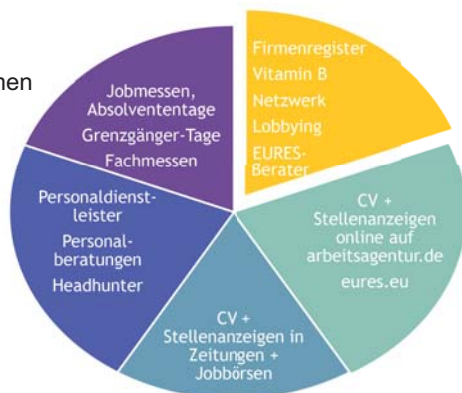 nen
Firmenregister
Vitamin B
Netzwerk
Lobbying
EURES-
Berater
CV +
Stellenanzeigen
online auf
arbeitsagentur.de
eures.eu
CV +
Stellenanzeigen in
Zeitungen +
Jobbörsen
Personaldienst-
leister
Personal-
beratungen
Headhunter
Jobmessen,
Absolvententage
Grenzgänger-Tage
Fachmessen